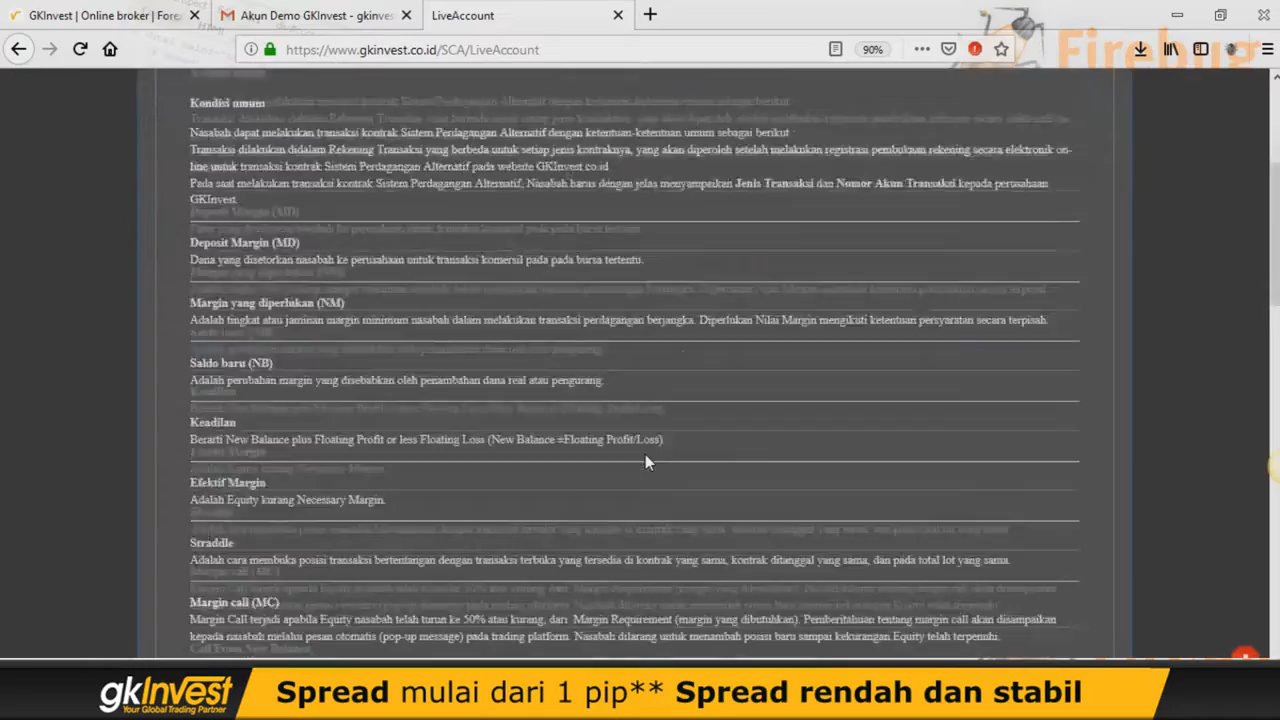 GKInvest | Online broker | Fore
Akun Demo GKInvest - gkinves
LiveAccount
https://www.gkinvest.co.id/SCA/LiveAccount
90%
Firebug
Kondisi umum
Nasabah dapat melakukan transaksi kontrak Sistem Perdagangan Alternatif dengan ketentuan-ketentuan umum sebagai berikut
Transaksi dilakukan didalam Rekening Transaksi yang berbeda untuk setiap jenis kontraknya, yang akan diperoleh setelah melakukan registrasi pembukaan rekening secara elektronik on-
line untuk transaksi kontrak Sistem Perdagangan Alternatif pada website GKInvest.co.id
Pada saat melakukan transaksi kontrak Sistem Perdagangan Alternatif, Nasabah harus dengan jelas menyampaikan Jenis Transaksi dan Nomor Akun Transaksi kepada perusahaan
GKInvest
Deposit Margin (MD)
Dana yang disetorkan nasabah ke perusahaan untuk transaksi komersil pada pada bursa tertentu.
Margin yang diperlukan (NM)
Adalah tingkat atau jaminan margin minimum nasabah dalam melakukan transaksi perdagangan berjangka. Diperlukan Nilai Margin mengikuti ketentuan persyaratan secara terpisah.
Saldo baru (NB)
Adalah perubahan margin yang disebabkan oleh penambahan dana real atau pengurang.
Keadilan
Berarti New Balance plus Floating Profit or less Floating Loss (New Balance =Floating Profit/Loss)
Efektif Margin
Adalah Equity kurang Necessary Margin.
Straddle
Adalah cara membuka posisi transaksi bertentangan dengan transaksi terbuka yang tersedia di kontrak yang sama, kontrak ditanggal yang sama, dan pada total lot yang sama.
Margin call (MC)
Margin Call terjadi apabila Equity nasabah telah turun ke 50% atau kurang, dari Margin Requirement (margin yang dibutuhkan). Pemberitahuan tentang margin call akan disampaikan
kepada nasabah melalui pesan otomatis (pop-up message) pada trading platform. Nasabah dilarang untuk menambah posisi baru sampai kekurangan Equity telah terpenuhi.
gkInvest
Your Global Trading Partner
Spread mulai dari 1 pip** Spread rendah dan stabil